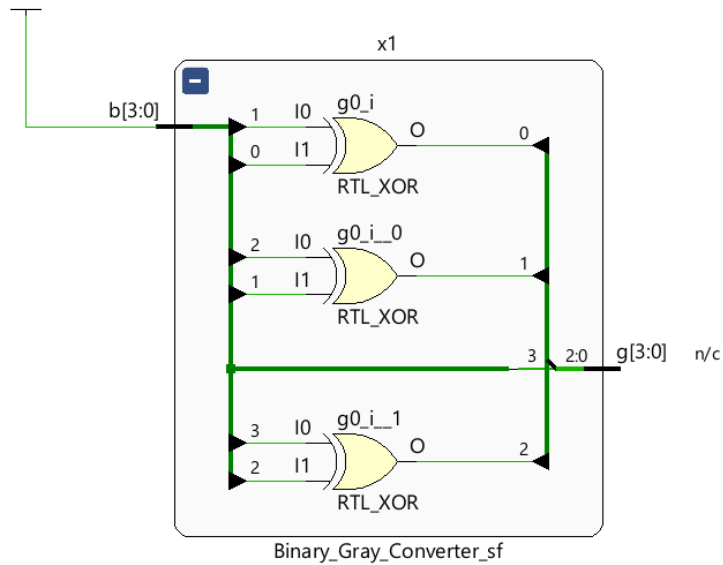 x1
−
b[3:0]
1 I0 g0_i O 0
0 I1
RTL_XOR
2 I0 g0_i__0 O 1
1 I1
RTL_XOR
3 2:0 g[3:0] n/c
3 I0 g0_i__1 O 2
2 I1
RTL_XOR
Binary_Gray_Converter_sf